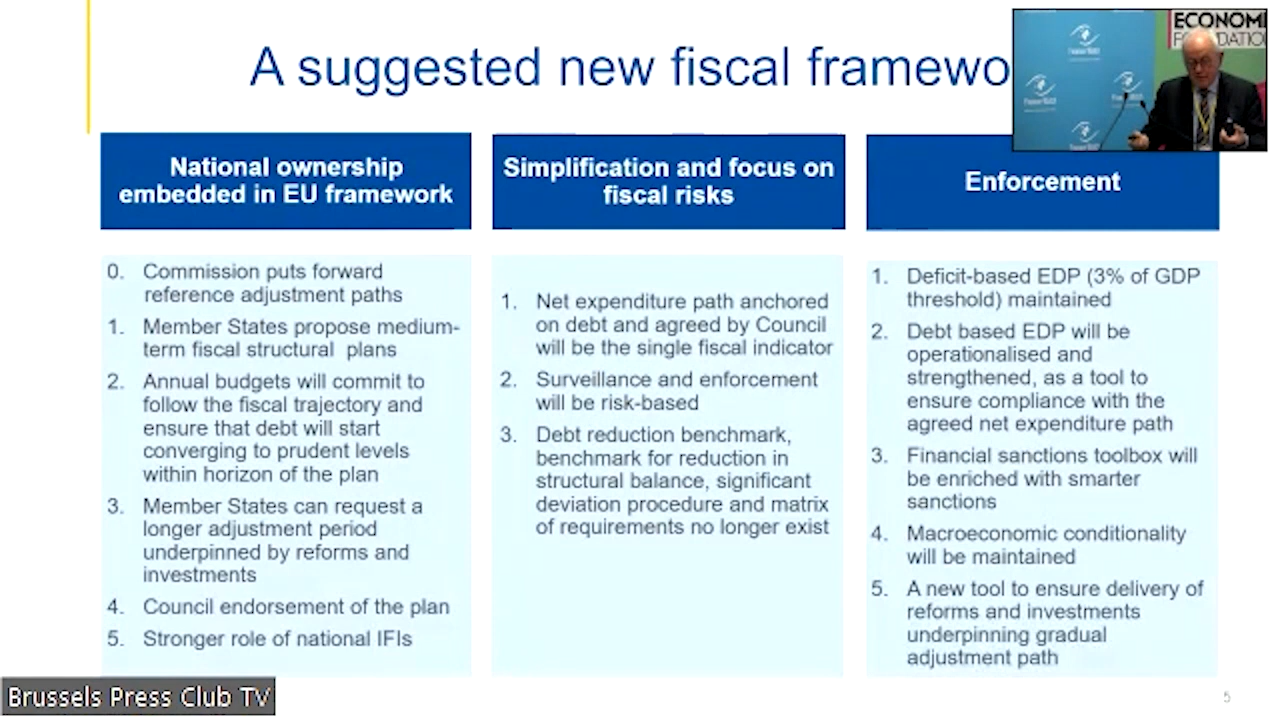 A suggested new fiscal framewo
ECONOMI
FOUNDATIO
National ownership
embedded in EU framework
0. Commission puts forward
reference adjustment paths
1. Member States propose medium-
term fiscal structural plans
2. Annual budgets will commit to
follow the fiscal trajectory and
ensure that debt will start
converging to prudent levels
within horizon of the plan
3. Member States can request a
longer adjustment period
underpinned by reforms and
investments
4. Council endorsement of the plan
5. Stronger role of national IFIs
Simplification and focus on
fiscal risks
1. Net expenditure path anchored
on debt and agreed by Council
will be the single fiscal indicator
2. Surveillance and enforcement
will be risk-based
3. Debt reduction benchmark,
benchmark for reduction in
structural balance, significant
deviation procedure and matrix
of requirements no longer exist
Enforcement
1. Deficit-based EDP (3% of GDP
threshold) maintained
2. Debt based EDP will be
operationalised and
strengthened, as a tool to
ensure compliance with the
agreed net expenditure path
3. Financial sanctions toolbox will
be enriched with smarter
sanctions
4. Macroeconomic conditionality
will be maintained
5. A new tool to ensure delivery of
reforms and investments
underpinning gradual
adjustment path
Brussels Press Club TV
5